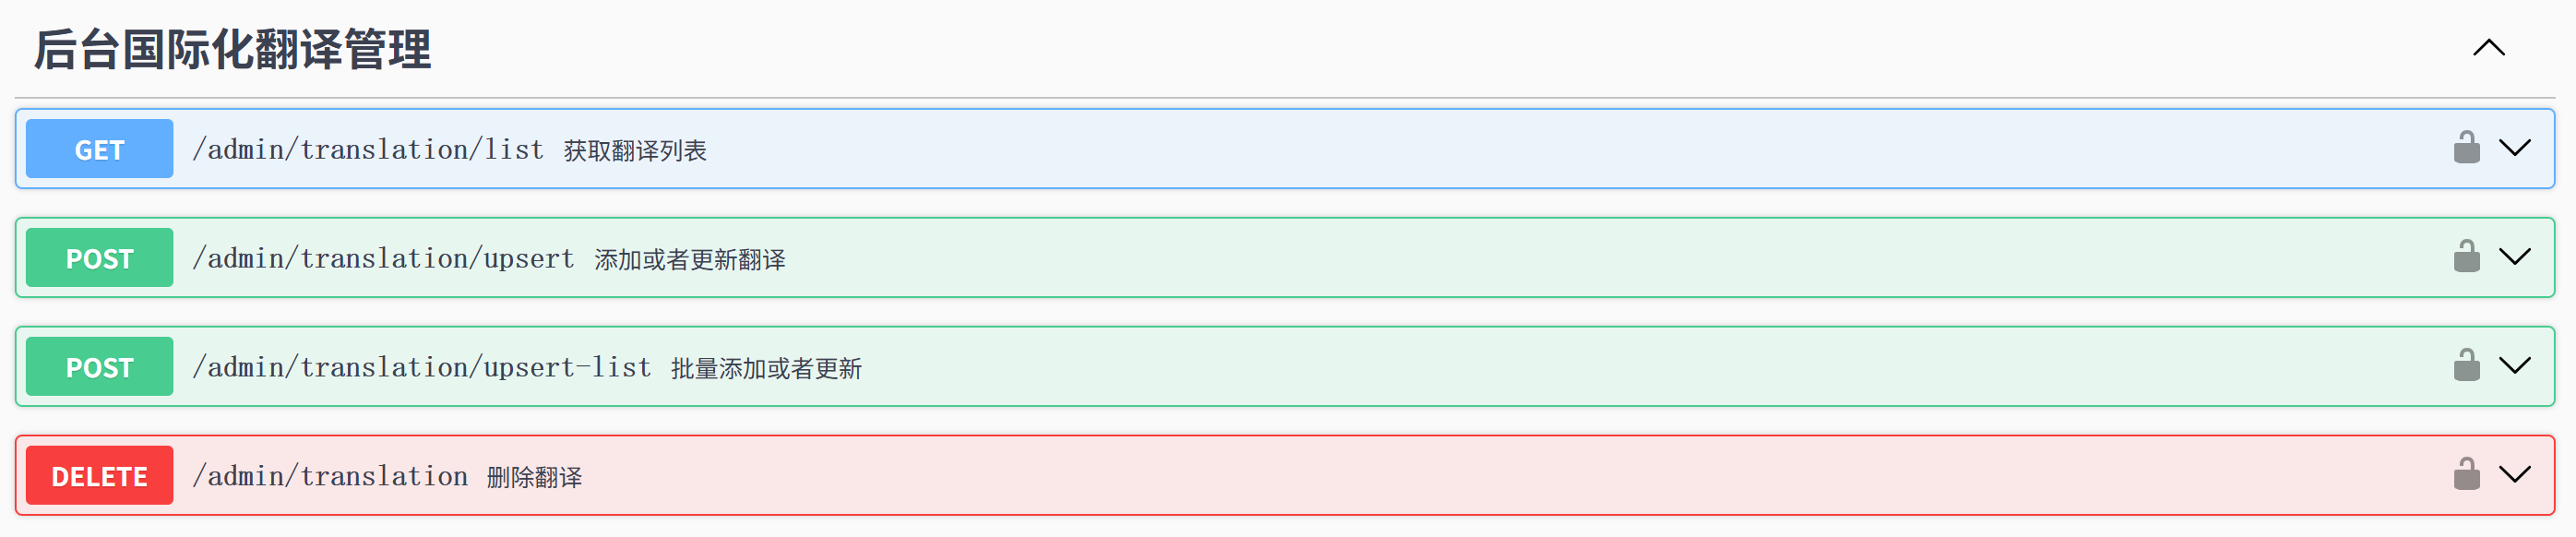 后台国际化翻译管理
GET /admin/translation/list 获取翻译列表
POST /admin/translation/upsert 添加或者更新翻译
POST /admin/translation/upsert-list 批量添加或者更新
DELETE /admin/translation 删除翻译